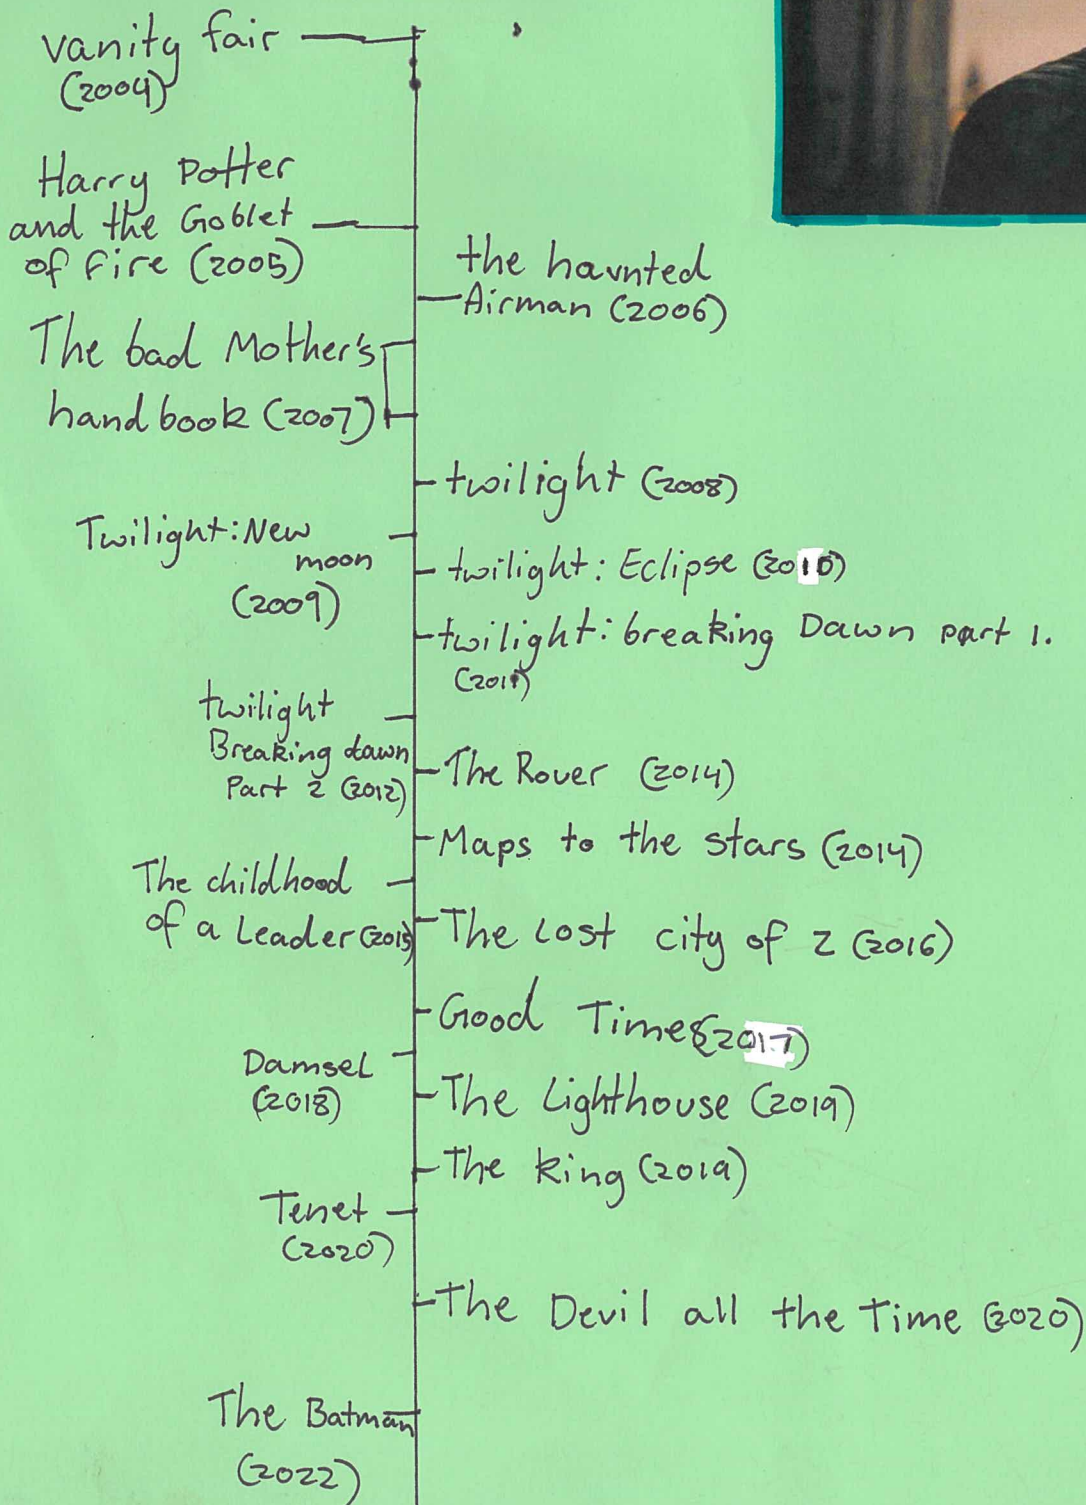 vanity fair
(2004)
Harry Potter
and the Goblet
of Fire (2005)
the haunted
Airman (2006)
The bad Mother's
handbook (2007)
twilight (2008)
Twilight: New
moon
(2009)
twilight: Eclipse (2010)
twilight: breaking Dawn part 1.
(2011)
twilight
Breaking dawn
Part 2 (2012)
The Rover (2014)
Maps to the stars (2014)
The childhood
of a Leader (2015)
The Lost city of Z (2016)
Good Times (2017)
Damsel
(2018)
The Lighthouse (2019)
The king (2019)
Tenet
(2020)
The Devil all the Time (2020)
The Batman
(2022)